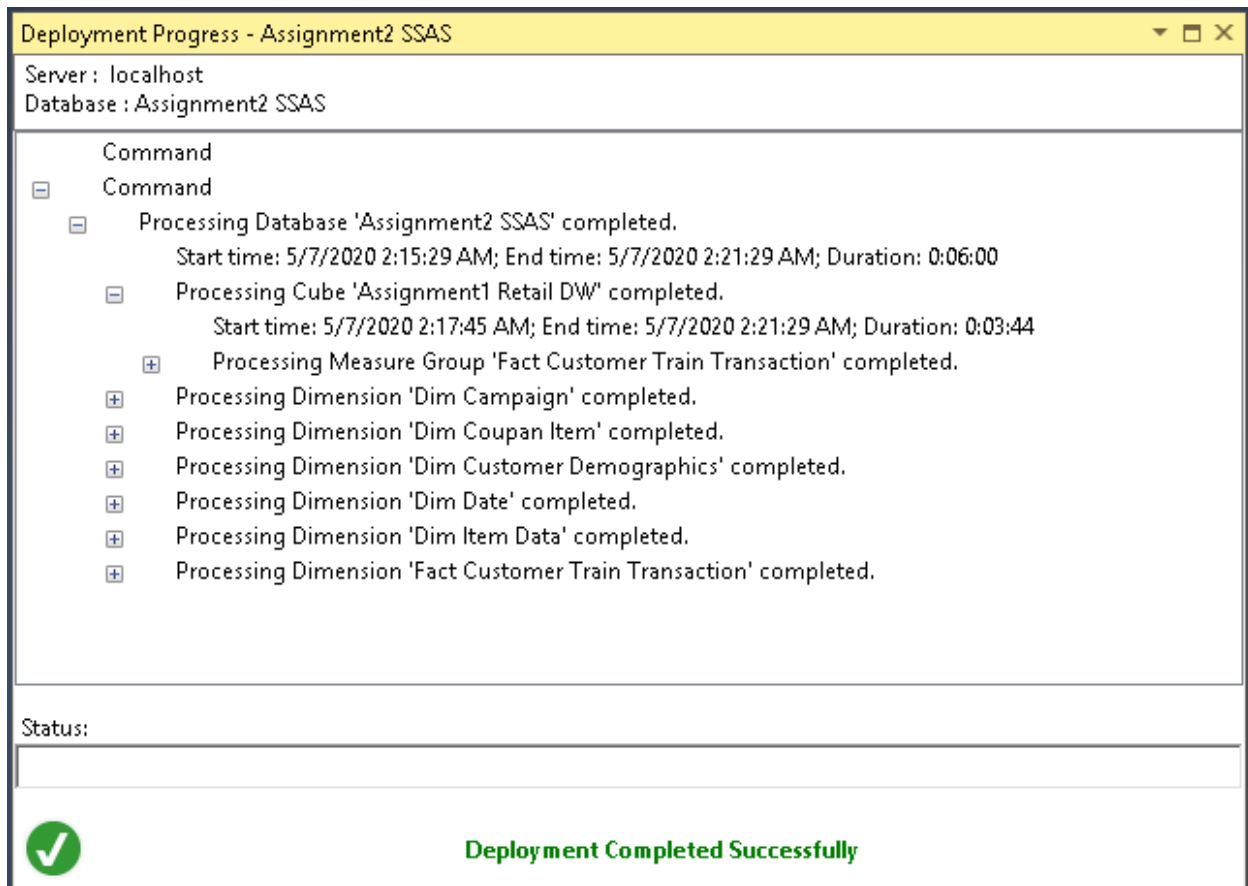 Deployment Progress - Assignment2 SSAS
Server : localhost
Database : Assignment2 SSAS
Command
Command
Processing Database 'Assignment2 SSAS' completed.
Start time: 5/7/2020 2:15:29 AM; End time: 5/7/2020 2:21:29 AM; Duration: 0:06:00
Processing Cube 'Assignment1 Retail DW' completed.
Start time: 5/7/2020 2:17:45 AM; End time: 5/7/2020 2:21:29 AM; Duration: 0:03:44
Processing Measure Group 'Fact Customer Train Transaction' completed.
Processing Dimension 'Dim Campaign' completed.
Processing Dimension 'Dim Coupan Item' completed.
Processing Dimension 'Dim Customer Demographics' completed.
Processing Dimension 'Dim Date' completed.
Processing Dimension 'Dim Item Data' completed.
Processing Dimension 'Fact Customer Train Transaction' completed.
Status:
Deployment Completed Successfully